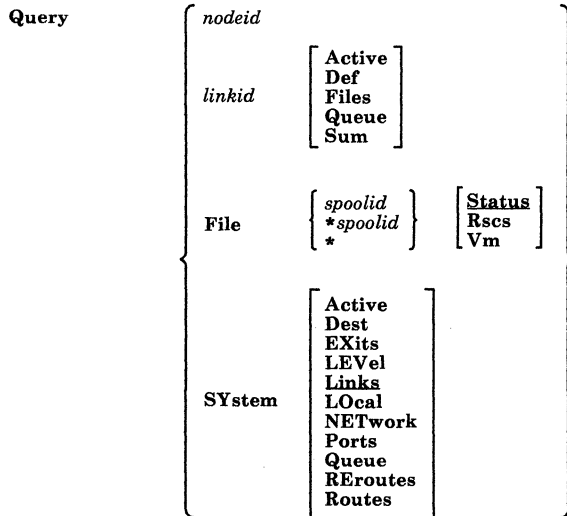 Query nodeid
linkid Active
Def
Files
Queue
Sum
File spoolid Status
*spoolid Rscs
* Vm
SYstem Active
Dest
EXits
LEVel
Links
LOcal
NETwork
Ports
Queue
REroutes
Routes